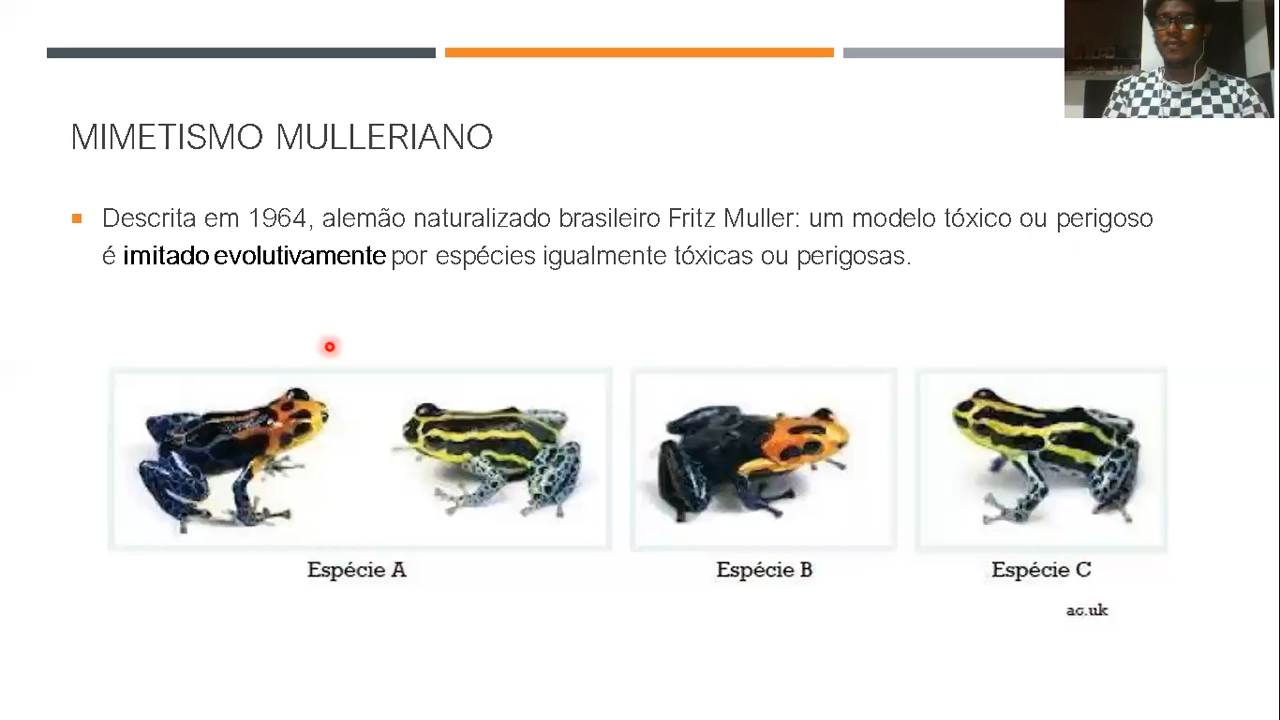 MIMETISMO MULLERIANO
Descrita em 1964, alemão naturalizado brasileiro Fritz Muller: um modelo tóxico ou perigoso
é imitado evolutivamente por espécies igualmente tóxicas ou perigosas.
Espécie A
Espécie B
Espécie C
ac.uk